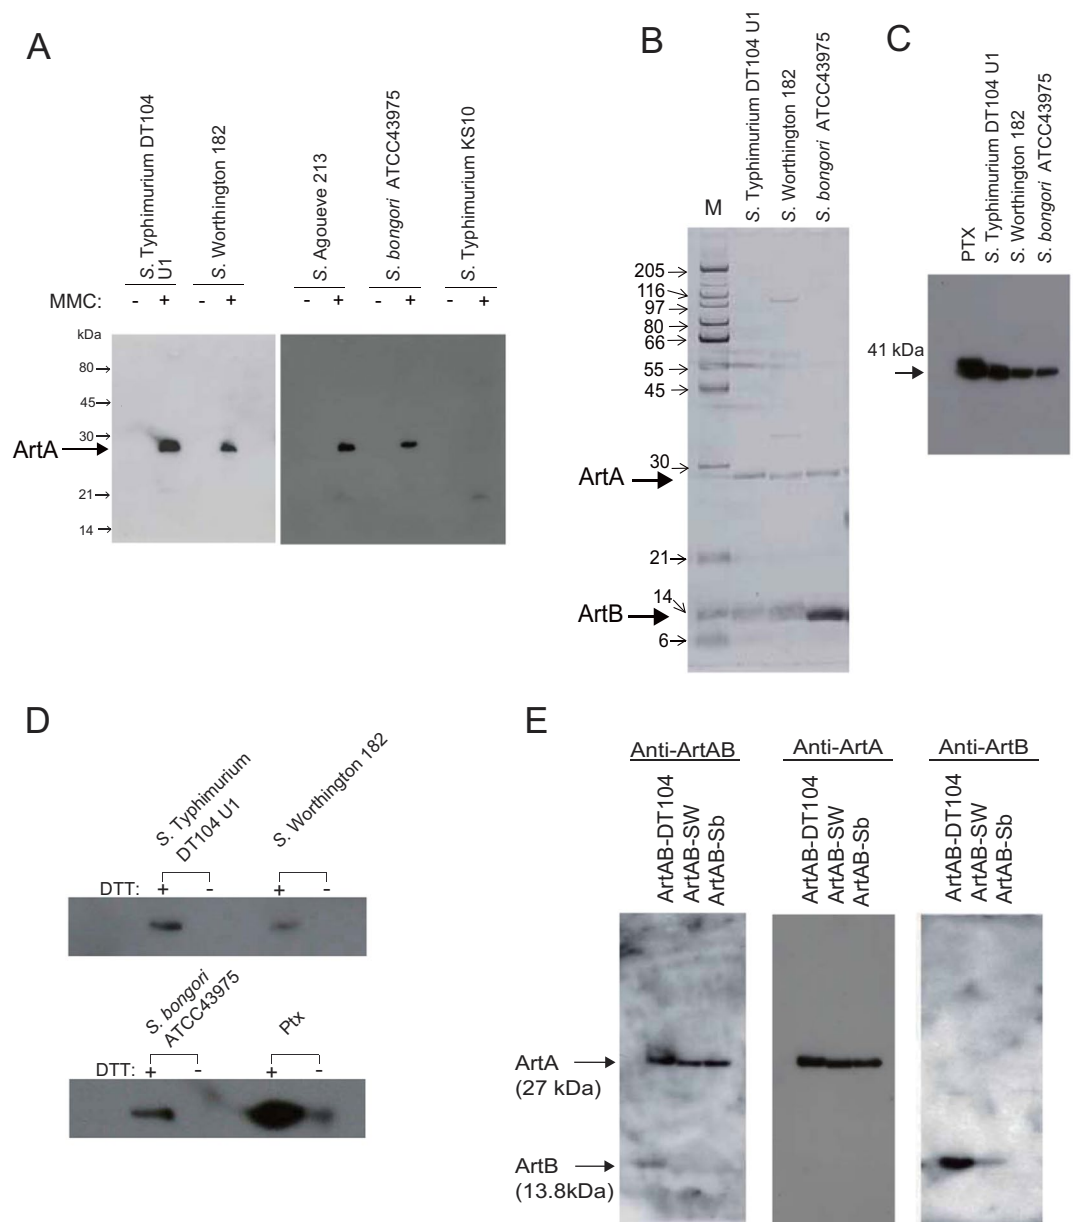 A
S. Typhimurium DT104
U1
S. Worthington 182
S. Agoueve 213
S. bongori ATCC43975
S. Typhimurium KS10
MMC: - + - + - + - + - +
kDa
80
45
30
ArtA
21
14
B
M
S. Typhimurium DT104 U1
S. Worthington 182
S. bongori ATCC43975
205
116
97
80
66
55
45
30
ArtA
21
14
ArtB
6
C
PTX
S. Typhimurium DT104 U1
S. Worthington 182
S. bongori ATCC43975
41 kDa
D
S. Typhimurium
DT104 U1
S. Worthington 182
DTT: + - + -
S. bongori
ATCC43975
Ptx
DTT: + - + -
E
Anti-ArtAB
Anti-ArtA
Anti-ArtB
ArtAB-DT104
ArtAB-SW
ArtAB-Sb
ArtAB-DT104
ArtAB-SW
ArtAB-Sb
ArtAB-DT104
ArtAB-SW
ArtAB-Sb
ArtA
(27 kDa)
ArtB
(13.8kDa)